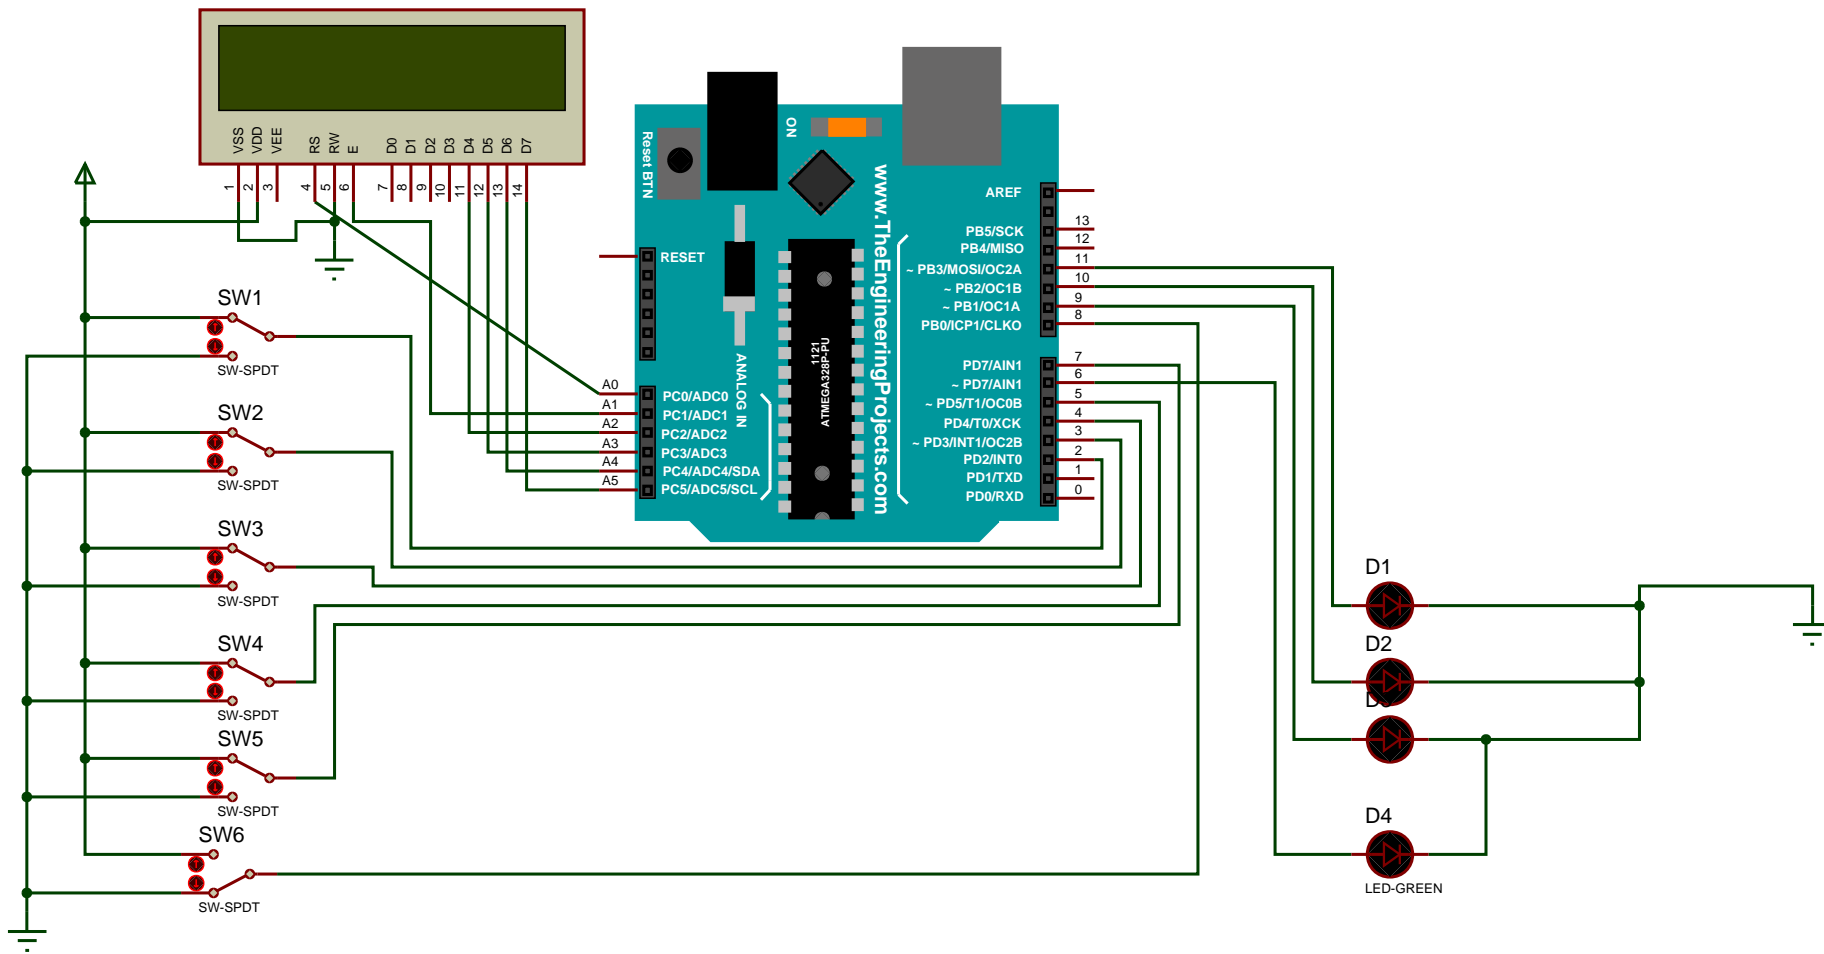 VSS
VDD
VEE
RS
RW
E
D0
D1
D2
D3
D4
D5
D6
D7
1
2
3
4
5
6
7
8
9
10
11
12
13
14
Reset BTN
ON
www.TheEngineeringProjects.com
ANALOG IN
1121
ATMEGA328P-PU
RESET
A0 PC0/ADC0
A1 PC1/ADC1
A2 PC2/ADC2
A3 PC3/ADC3
A4 PC4/ADC4/SDA
A5 PC5/ADC5/SCL
AREF
PB5/SCK 13
PB4/MISO 12
~ PB3/MOSI/OC2A 11
~ PB2/OC1B 10
~ PB1/OC1A 9
PB0/ICP1/CLKO 8
PD7/AIN1 7
~ PD7/AIN1 6
~ PD5/T1/OC0B 5
PD4/T0/XCK 4
~ PD3/INT1/OC2B 3
PD2/INT0 2
PD1/TXD 1
PD0/RXD 0
SW1
SW-SPDT
SW2
SW-SPDT
SW3
SW-SPDT
SW4
SW-SPDT
SW5
SW-SPDT
SW6
SW-SPDT
D1
D2
D3
D4
LED-GREEN